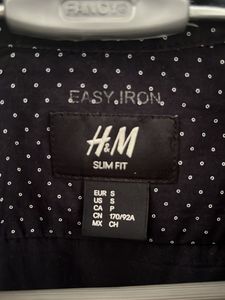 EASY IRON
H&M
SLIM FIT
EUR S
US S
CA P
CN 170/92A
MX CH